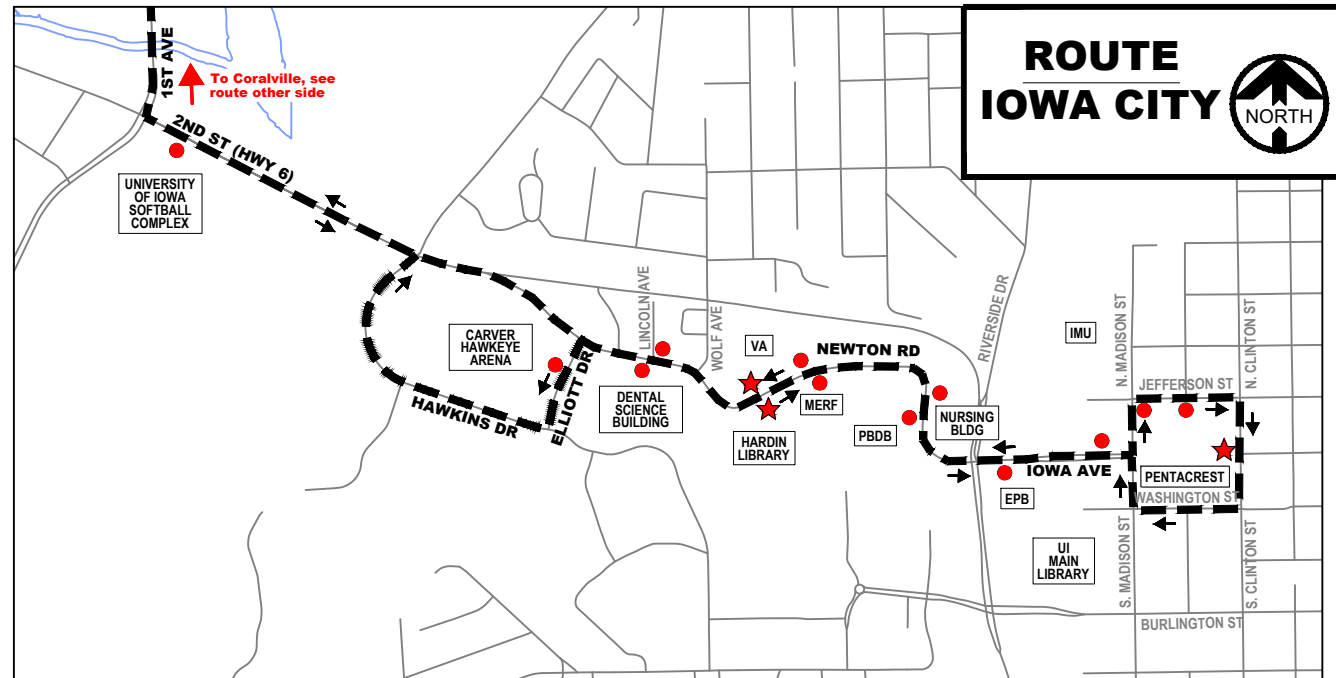 ROUTE
IOWA CITY
NORTH
1ST AVE
To Coralville, see
route other side
2ND ST (HWY 6)
UNIVERSITY
OF IOWA
SOFTBALL
COMPLEX
CARVER
HAWKEYE
ARENA
HAWKINS DR
ELLIOTT DR
LINCOLN AVE
WOLF AVE
DENTAL
SCIENCE
BUILDING
VA
HARDIN
LIBRARY
MERF
NEWTON RD
PBDB
NURSING
BLDG
RIVERSIDE DR
IMU
N. MADISON ST
N. CLINTON ST
JEFFERSON ST
IOWA AVE
EPB
PENTACREST
WASHINGTON ST
UI
MAIN
LIBRARY
S. MADISON ST
S. CLINTON ST
BURLINGTON ST